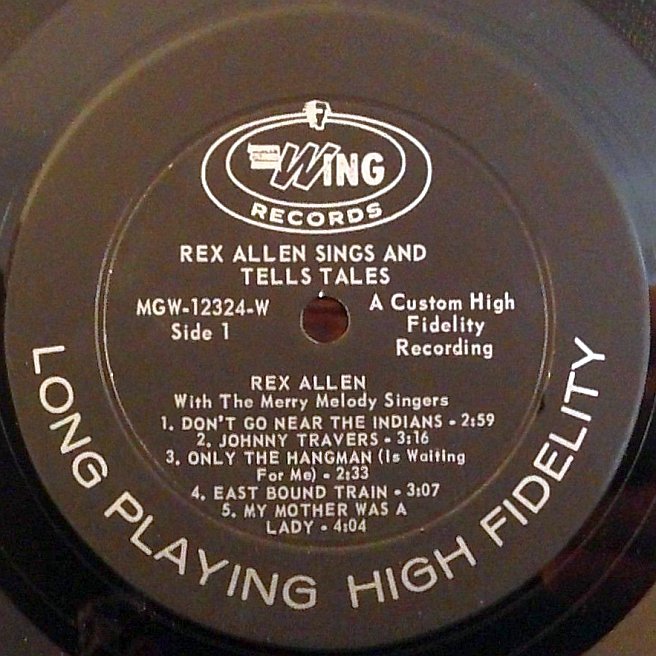 WING
RECORDS
REX ALLEN SINGS AND
TELLS TALES
MGW-12324-W
Side 1
A Custom High
Fidelity
Recording
REX ALLEN
With The Merry Melody Singers
1. DON'T GO NEAR THE INDIANS - 2:59
2. JOHNNY TRAVERS - 3:16
3. ONLY THE HANGMAN (Is Waiting
For Me) - 2:33
4. EAST BOUND TRAIN - 3:07
5. MY MOTHER WAS A
LADY - 4:04
LONG PLAYING HIGH FIDELITY